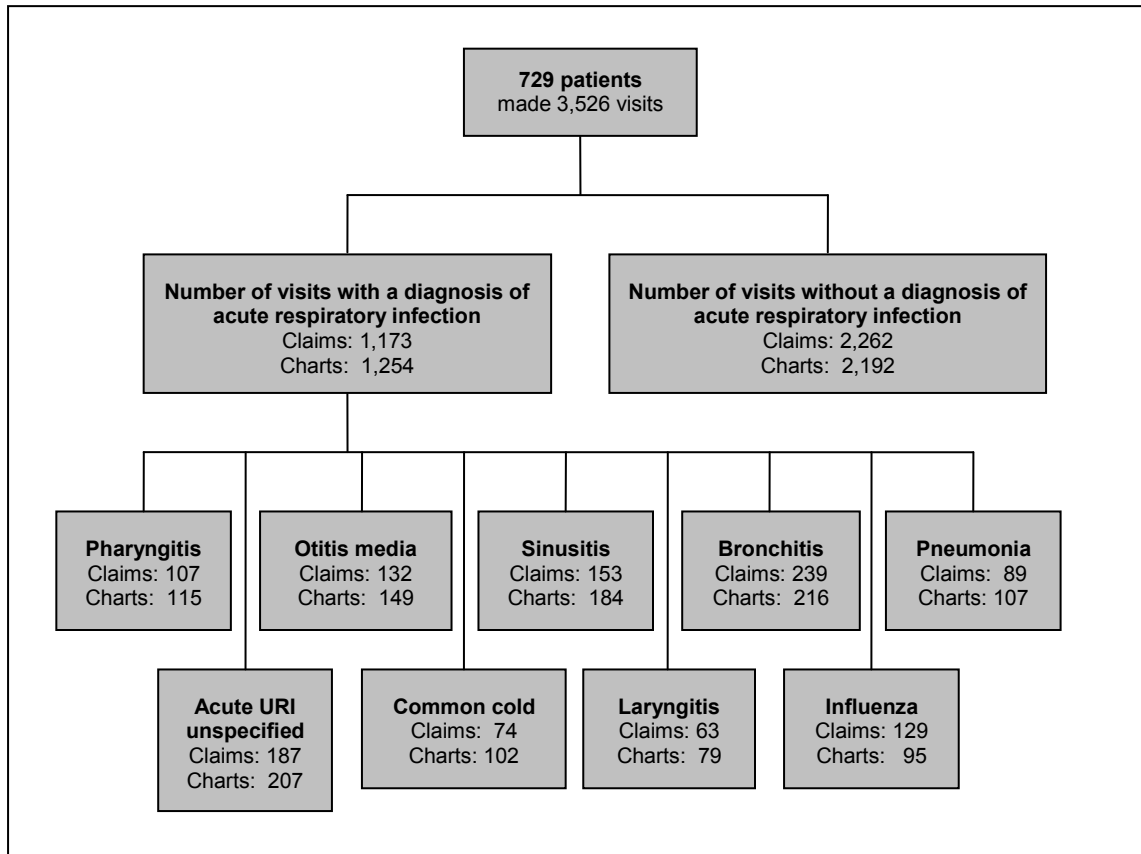 729 patients
made 3,526 visits
Number of visits with a diagnosis of
acute respiratory infection
Claims: 1,173
Charts: 1,254
Number of visits without a diagnosis of
acute respiratory infection
Claims: 2,262
Charts: 2,192
Pharyngitis
Claims: 107
Charts: 115
Otitis media
Claims: 132
Charts: 149
Sinusitis
Claims: 153
Charts: 184
Bronchitis
Claims: 239
Charts: 216
Pneumonia
Claims: 89
Charts: 107
Acute URI
unspecified
Claims: 187
Charts: 207
Common cold
Claims: 74
Charts: 102
Laryngitis
Claims: 63
Charts: 79
Influenza
Claims: 129
Charts: 95